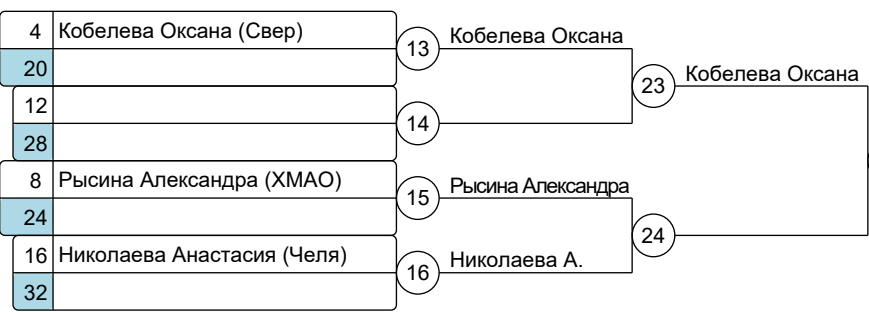 4 Кобелева Оксана (Свер)
20
13 Кобелева Оксана
12
28
14
23 Кобелева Оксана
8 Рысина Александра (ХМАО)
24
15 Рысина Александра
16 Николаева Анастасия (Челя)
32
16 Николаева А.
24